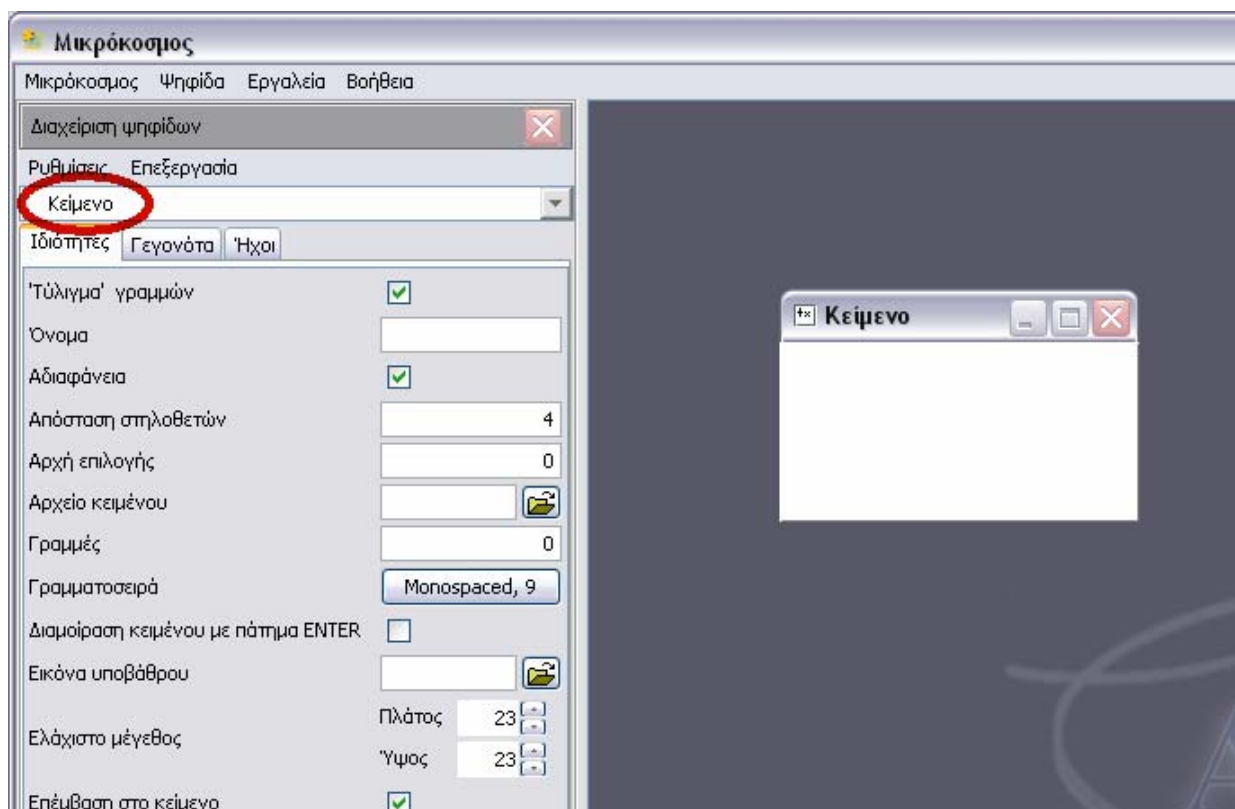 Μικρόκοσμος
Μικρόκοσμος Ψηφίδα Εργαλεία Βοήθεια
Διαχείριση ψηφίδων
Ρυθμίσεις Επεξεργασία
Κείμενο
Ιδιότητες Γεγονότα Ήχοι
'Τύλιγμα' γραμμών
Όνομα
Αδιαφάνεια
Απόσταση στηλοθετών 4
Αρχή επιλογής 0
Αρχείο κειμένου
Γραμμές 0
Γραμματοσειρά Monospaced, 9
Διαμοίραση κειμένου με πάτημα ENTER
Εικόνα υποβάθρου
Ελάχιστο μέγεθος
Πλάτος 23
Ύψος 23
Επέμβαση στο κείμενο
Κείμενο